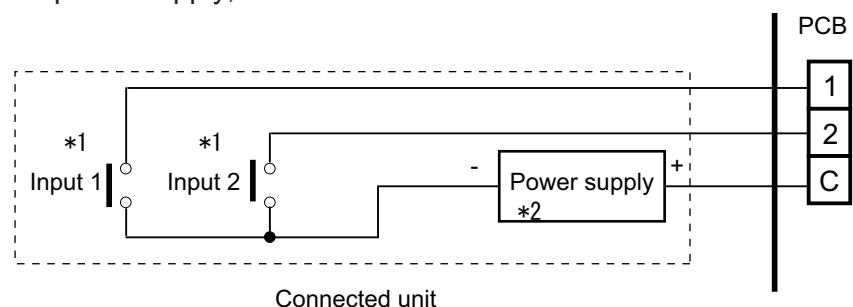 PCB
1
*1 *1
2
Input 1 Input 2 - Power supply + C
*2
Connected unit